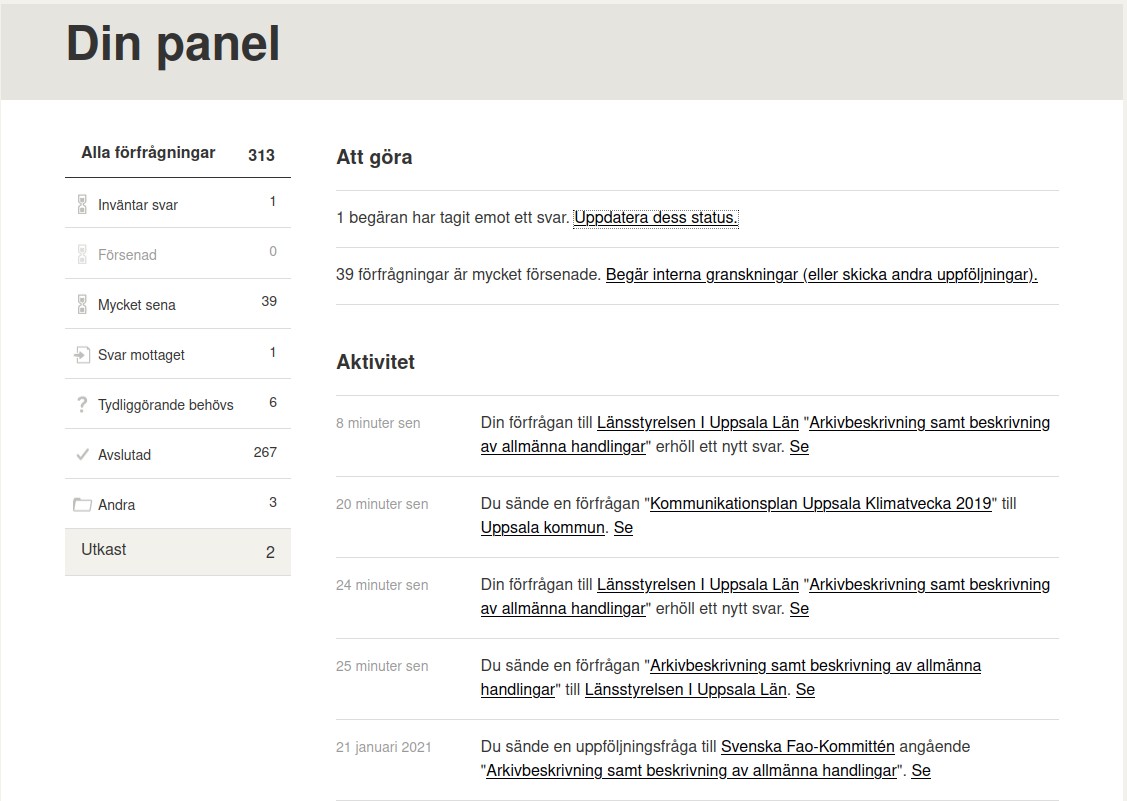 Din panel
Alla förfrågningar 313
Inväntar svar 1
Försenad 0
Mycket sena 39
Svar mottaget 1
Tydliggörande behövs 6
Avslutad 267
Andra 3
Utkast 2
Att göra
1 begäran har tagit emot ett svar. Uppdatera dess status.
39 förfrågningar är mycket försenade. Begär interna granskningar (eller skicka andra uppföljningar).
Aktivitet
8 minuter sen
Din förfrågan till Länsstyrelsen I Uppsala Län "Arkivbeskrivning samt beskrivning
av allmänna handlingar" erhöll ett nytt svar. Se
20 minuter sen
Du sände en förfrågan "Kommunikationsplan Uppsala Klimatvecka 2019" till
Uppsala kommun. Se
24 minuter sen
Din förfrågan till Länsstyrelsen I Uppsala Län "Arkivbeskrivning samt beskrivning
av allmänna handlingar" erhöll ett nytt svar. Se
25 minuter sen
Du sände en förfrågan "Arkivbeskrivning samt beskrivning av allmänna
handlingar" till Länsstyrelsen I Uppsala Län. Se
21 januari 2021
Du sände en uppföljningsfråga till Svenska Fao-Kommittén angående
"Arkivbeskrivning samt beskrivning av allmänna handlingar". Se